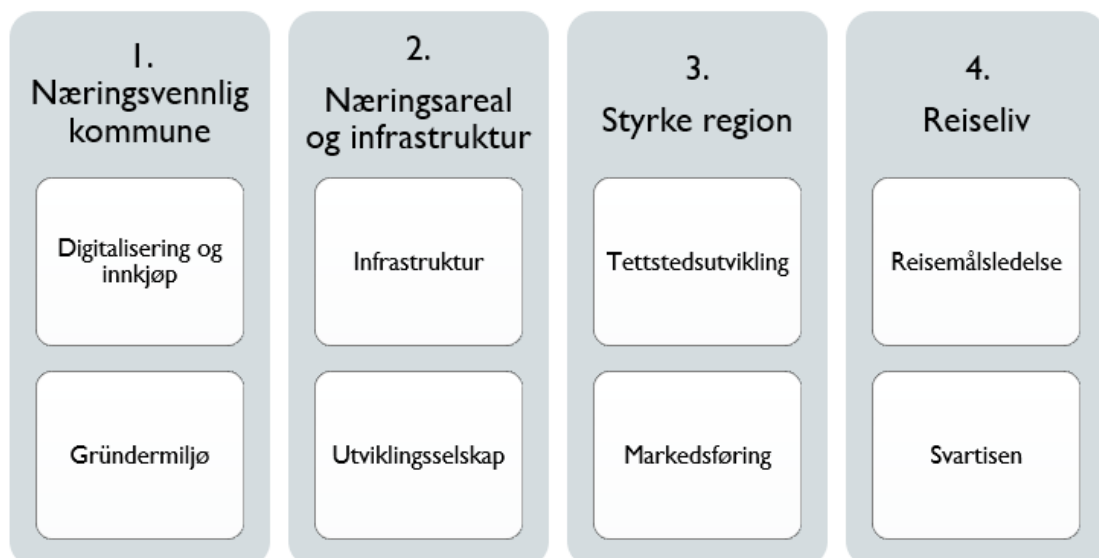 1.
Næringsvennlig
kommune
Digitalisering og
innkjøp
Gründermiljø
2.
Næringsareal
og infrastruktur
Infrastruktur
Utviklingsselskap
3.
Styrke region
Tettstedsutvikling
Markedsføring
4.
Reiseliv
Reisemålsledelse
Svartisen